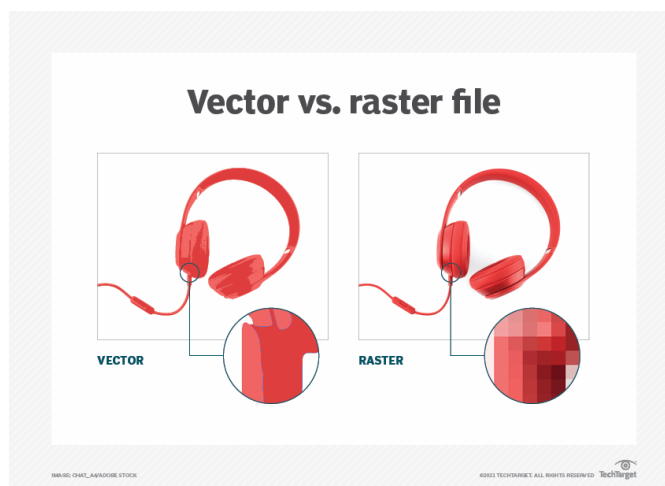 Vector vs. raster file
VECTOR
RASTER
IMAGE: CHAT_A4/ADOBE STOCK
©2021 TECHTARGET. ALL RIGHTS RESERVED
TechTarget